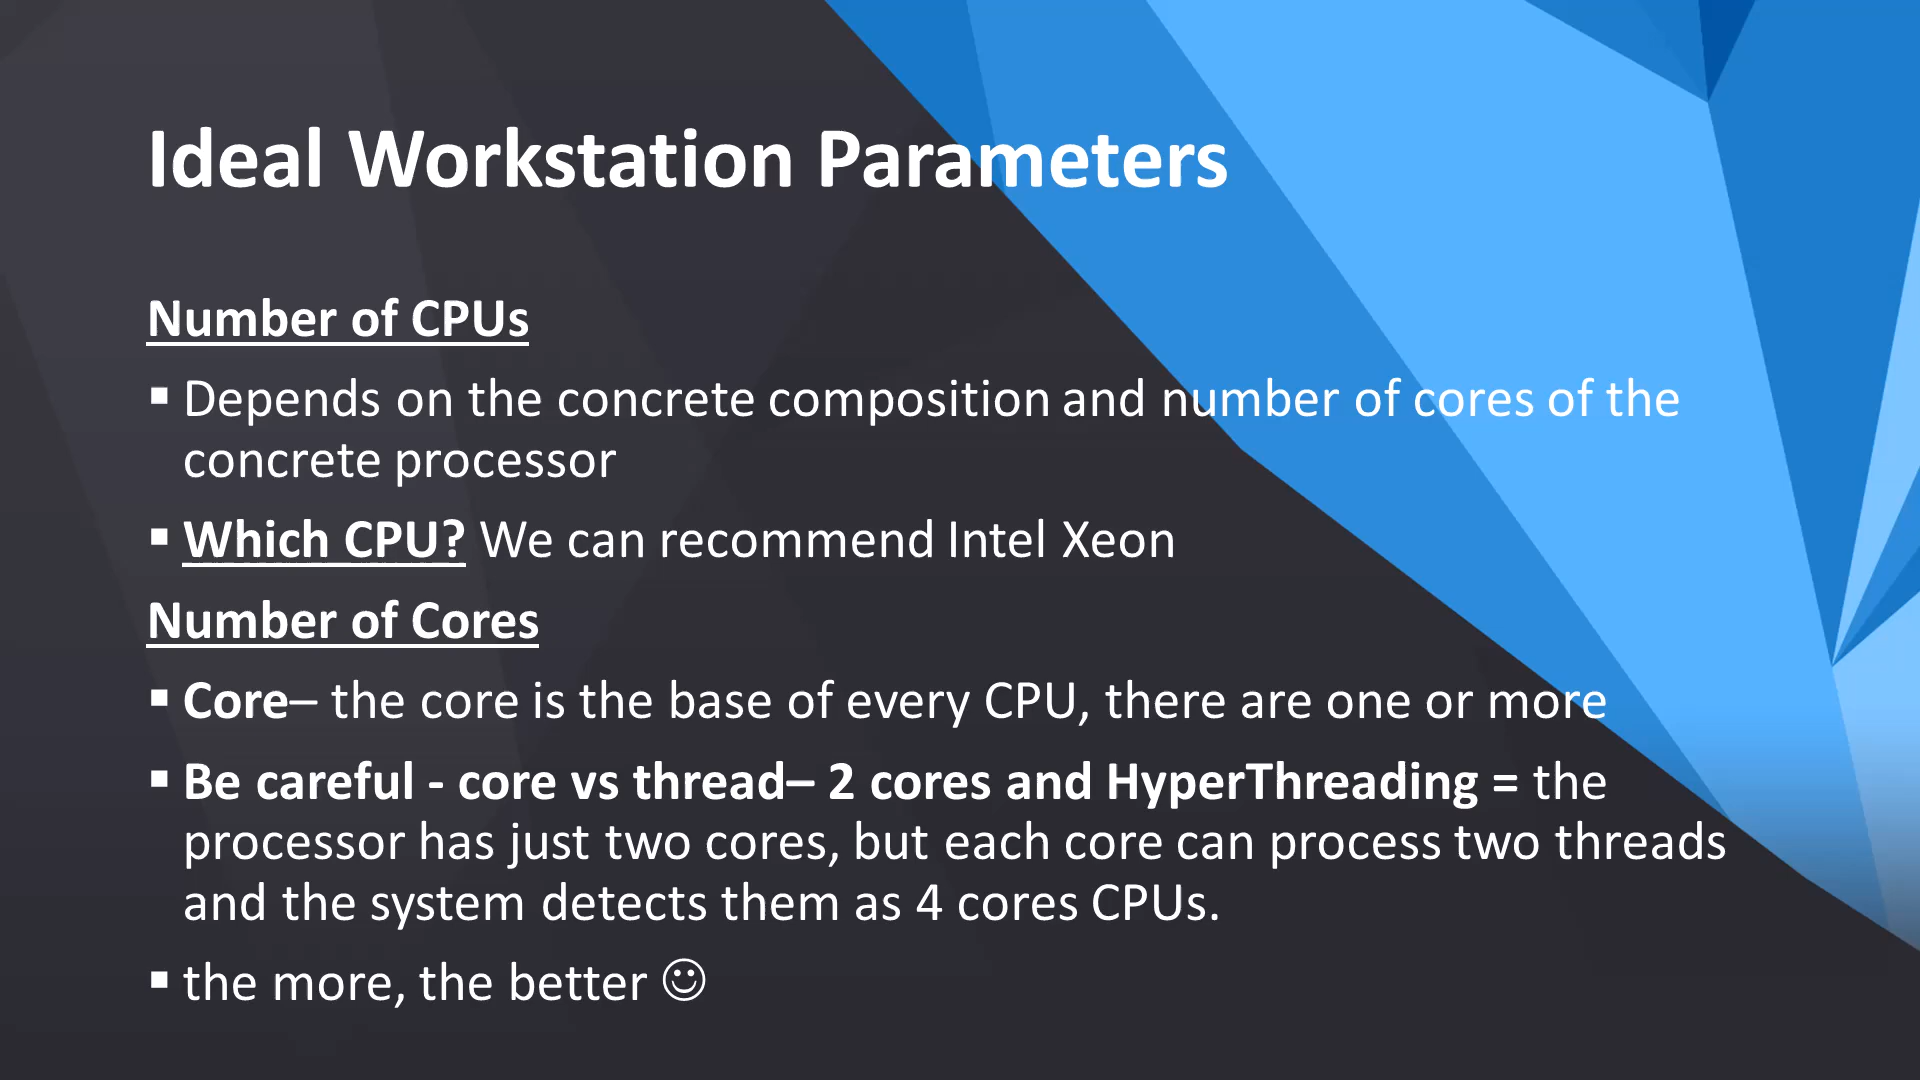 Ideal Workstation Parameters
Number of CPUs
▪ Depends on the concrete composition and number of cores of the
concrete processor
▪ Which CPU? We can recommend Intel Xeon
Number of Cores
▪ Core– the core is the base of every CPU, there are one or more
▪ Be careful - core vs thread– 2 cores and HyperThreading = the
processor has just two cores, but each core can process two threads
and the system detects them as 4 cores CPUs.
▪ the more, the better ☺